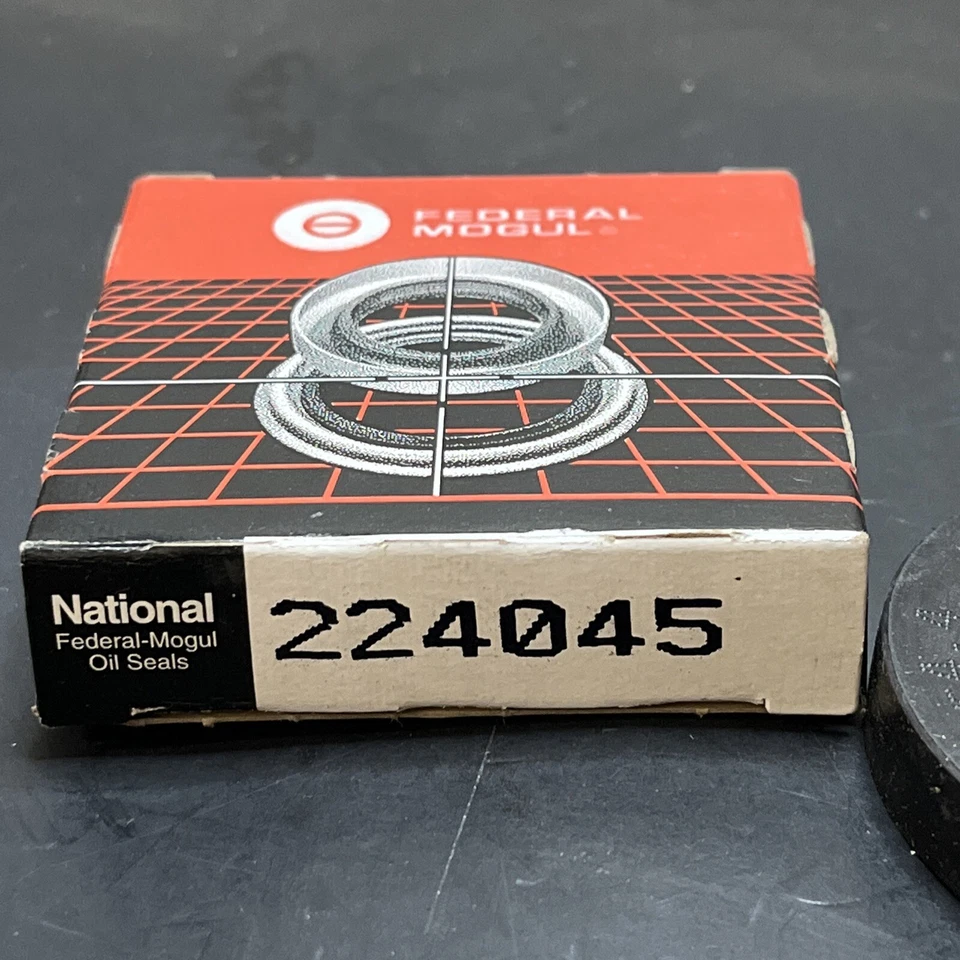 FEDERAL
MOGUL®
National
Federal-Mogul
Oil Seals
224045